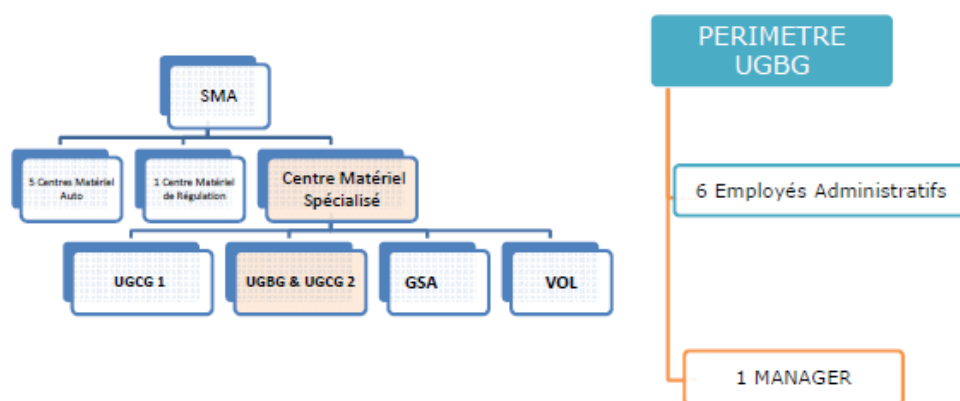 SMA
5 Centres Matériel
Auto
1 Centre Matériel
de Régulation
Centre Matériel
Spécialisé
UGCG 1
UGBG & UGCG 2
GSA
VOL
PERIMETRE
UGBG
6 Employés Administratifs
1 MANAGER